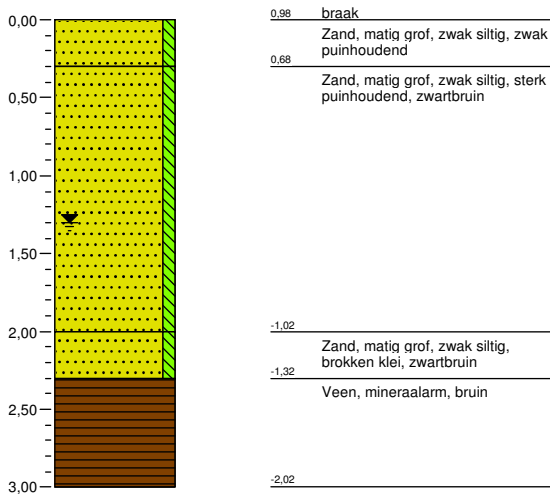 0,00
0,50
1,00
1,50
2,00
2,50
3,00
0,98 braak
Zand, matig grof, zwak siltig, zwak
puinhoudend
0,68
Zand, matig grof, zwak siltig, sterk
puinhoudend, zwartbruin
-1,02
Zand, matig grof, zwak siltig,
brokken klei, zwartbruin
-1,32
Veen, mineraalarm, bruin
-2,02